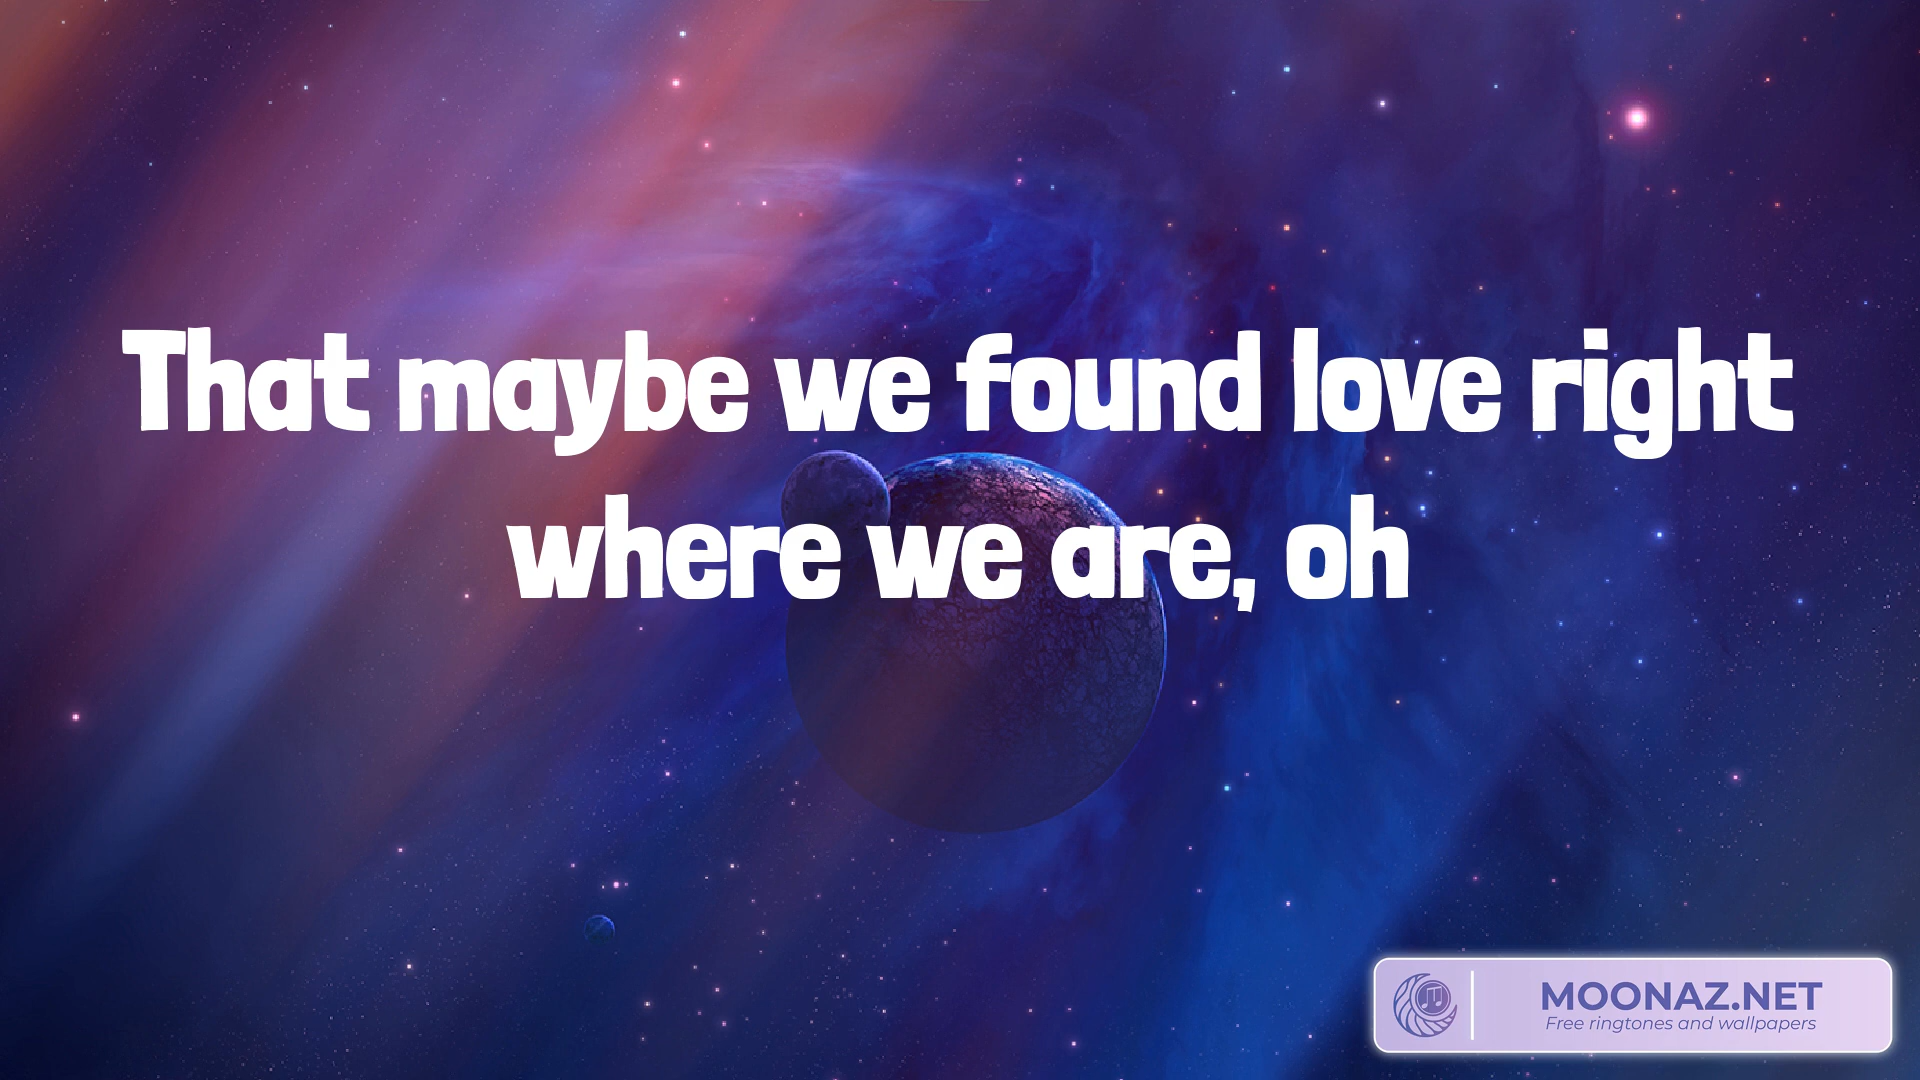 That maybe we found love right
where we are, oh
MOONAZ.NET
Free ringtones and wallpapers